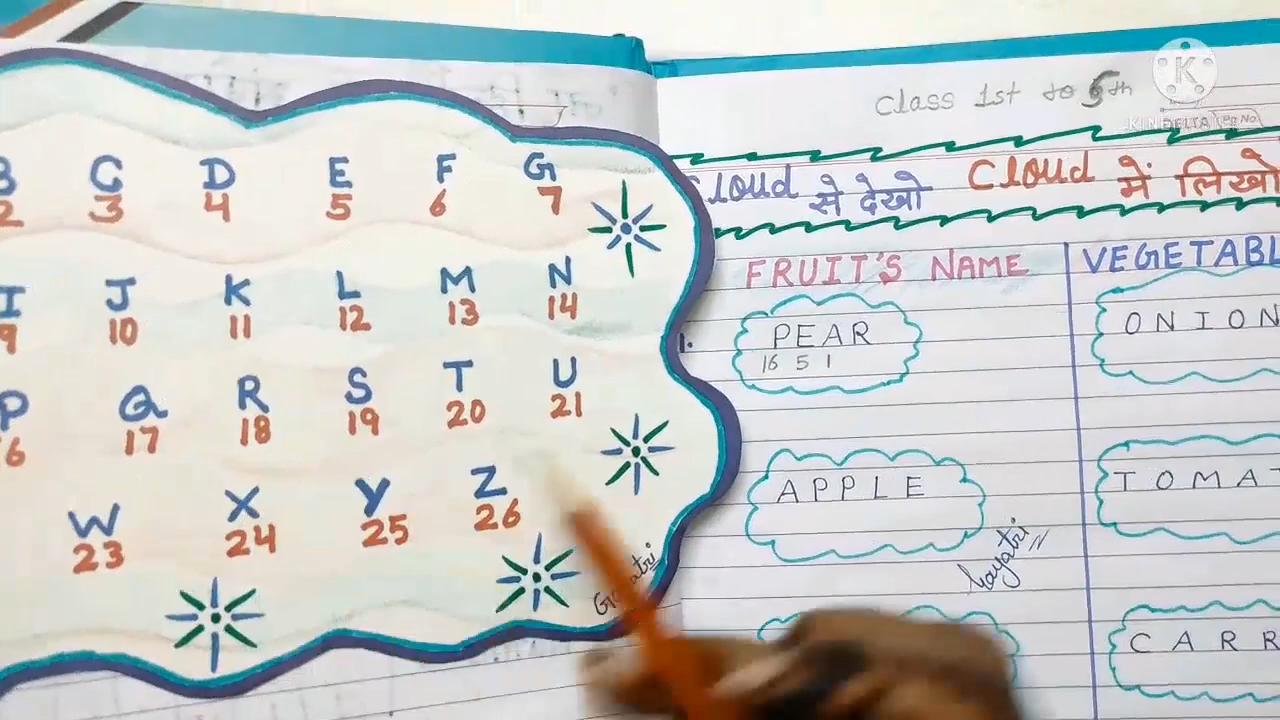 B C D E F G
2 3 4 5 6 7
I J K L M N
9 10 11 12 13 14
P Q R S T U
16 17 18 19 20 21
W X Y Z
23 24 25 26
Gayatri
Class 1st to 5th
K
KINEMASTER
Cloud से देखो Cloud में लिखो
FRUIT'S NAME VEGETABL
1. PEAR ONION
16 5 1
APPLE TOMAT
Gayatri
CARR